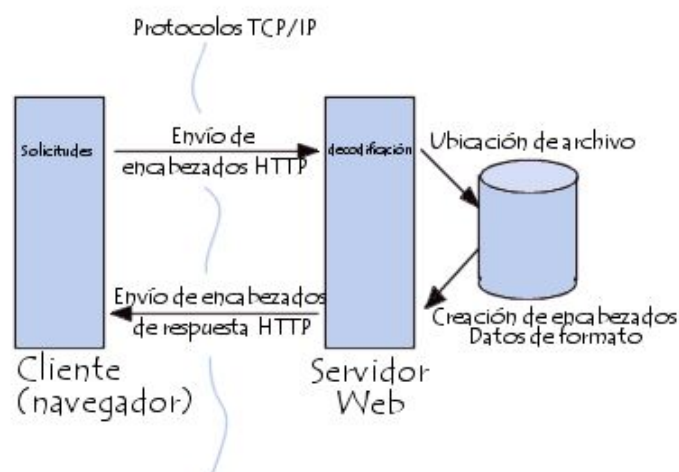 Protocolos TCP/IP
Solicitudes
Envío de
encabezados HTTP
decodificación
Ubicación de archivo
Envío de encabezados
de respuesta HTTP
Creación de encabezados
Datos de formato
Cliente
(navegador)
Servidor
Web